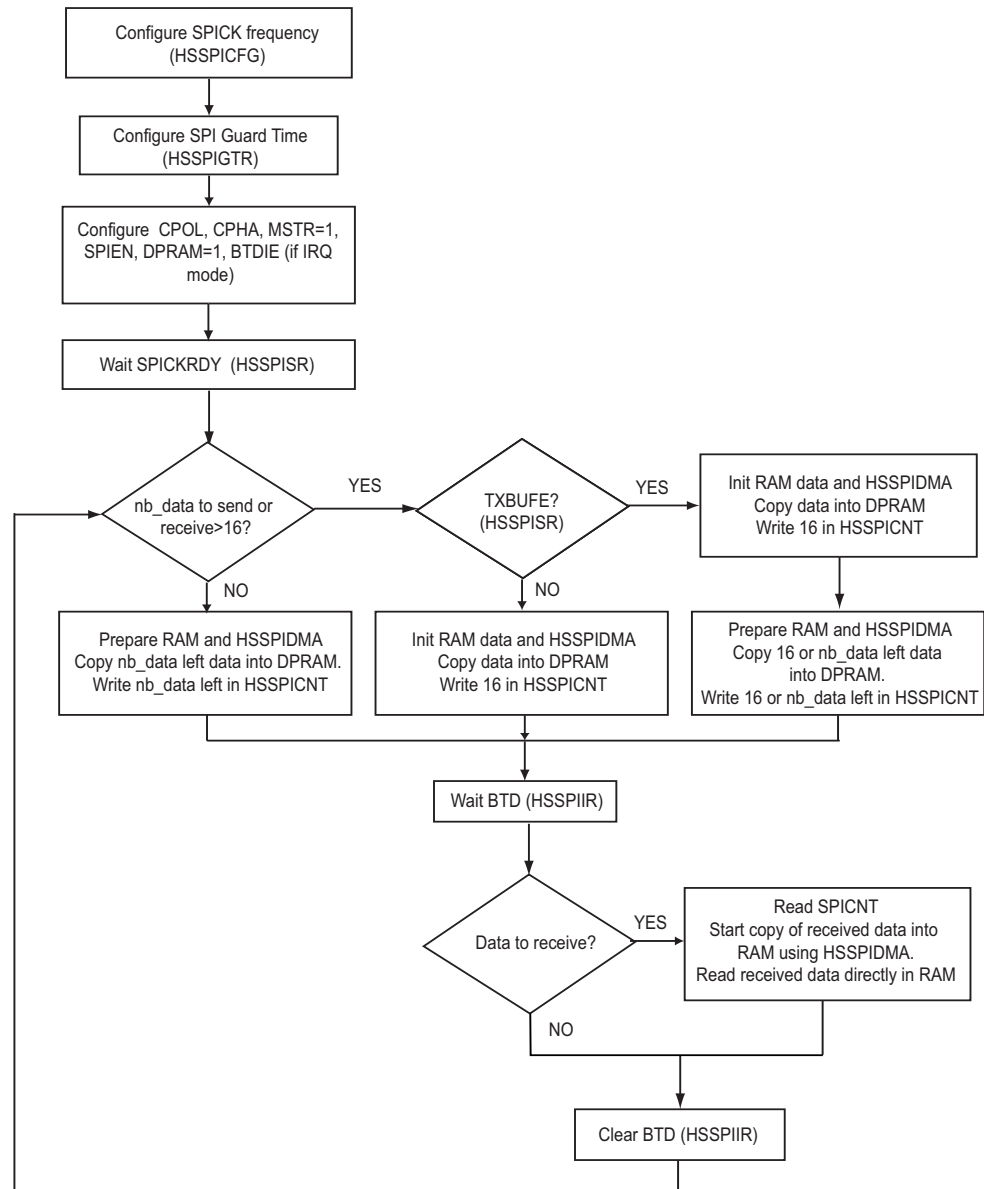 Configure SPICK frequency
(HSSPICFG)
Configure SPI Guard Time
(HSSPIGTR)
Configure CPOL, CPHA, MSTR=1,
SPIEN, DPRAM=1, BTDIE (if IRQ
mode)
Wait SPICKRDY (HSSPISR)
nb_data to send or
receive>16?
YES
NO
TXBUFE?
(HSSPISR)
YES
NO
Init RAM data and HSSPIDMA
Copy data into DPRAM
Write 16 in HSSPICNT
Prepare RAM and HSSPIDMA
Copy nb_data left data into DPRAM.
Write nb_data left in HSSPICNT
Init RAM data and HSSPIDMA
Copy data into DPRAM
Write 16 in HSSPICNT
Prepare RAM and HSSPIDMA
Copy 16 or nb_data left data
into DPRAM.
Write 16 or nb_data left in HSSPICNT
Wait BTD (HSSPIIR)
Data to receive?
YES
NO
Read SPICNT
Start copy of received data into
RAM using HSSPIDMA.
Read received data directly in RAM
Clear BTD (HSSPIIR)